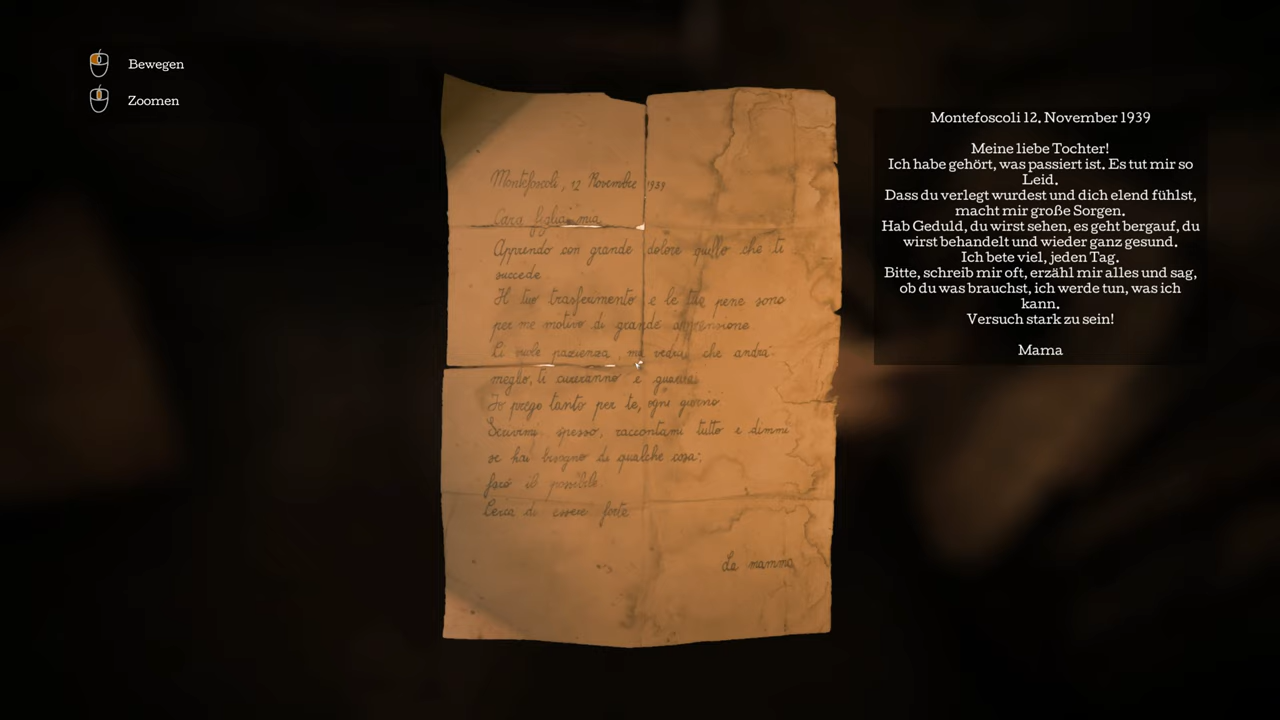 Bewegen
Zoomen
Montefoscoli, 12 Novembre 1939
Cara figlia mia
Apprendo con grande dolore quello che ti
succede
Il tuo trasferimento e le tue pene sono
per me motivo di grande apprensione
Ci vuole pazienza, ma vedrai che andrà
meglio, ti cureranno e guarirai
Io prego tanto per te, ogni giorno
Scrivimi spesso, raccontami tutto e dimmi
se hai bisogno di qualche cosa,
farò il possibile
Cerca di essere forte
La mamma
Montefoscoli 12. November 1939
Meine liebe Tochter!
Ich habe gehört, was passiert ist. Es tut mir so
Leid.
Dass du verlegt wurdest und dich elend fühlst,
macht mir große Sorgen.
Hab Geduld, du wirst sehen, es geht bergauf, du
wirst behandelt und wieder ganz gesund.
Ich bete viel, jeden Tag.
Bitte, schreib mir oft, erzähl mir alles und sag,
ob du was brauchst, ich werde tun, was ich
kann.
Versuch stark zu sein!
Mama